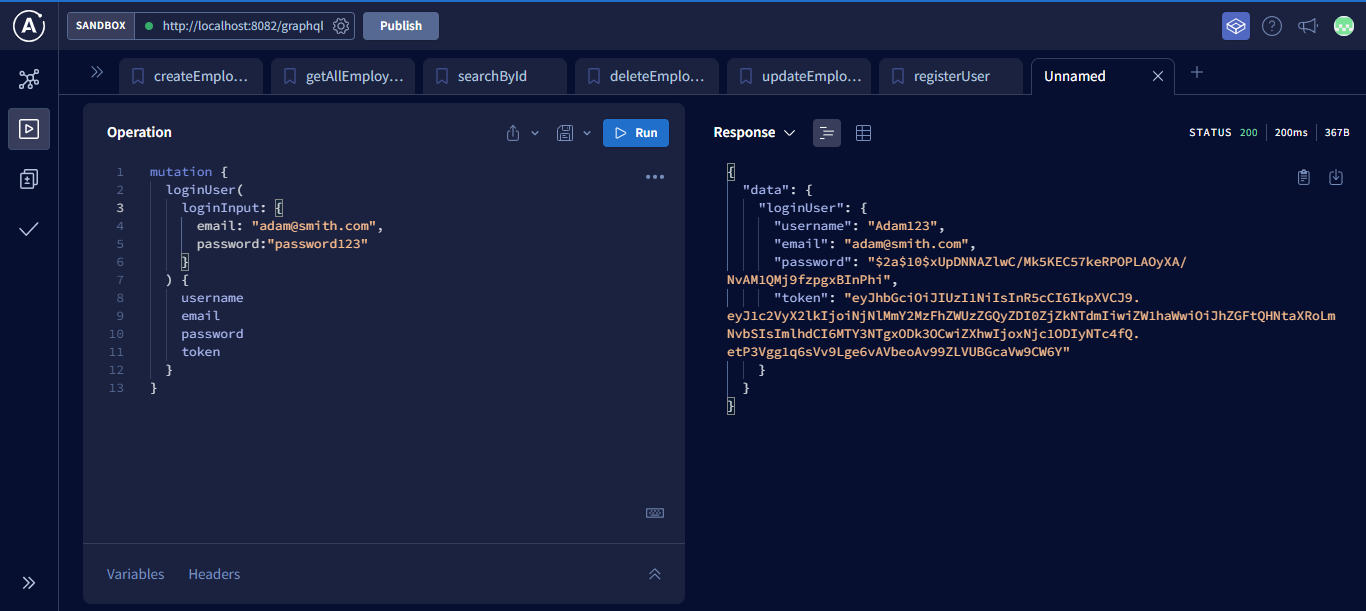 SANDBOX http://localhost:8082/graphql Publish
createEmplo... getAllEmploy... searchById deleteEmplo... updateEmplo... registerUser Unnamed
Operation Run
1 mutation {
2 loginUser(
3 loginInput: {
4 email: "adam@smith.com",
5 password:"password123"
6 }
7 ) {
8 username
9 email
10 password
11 token
12 }
13 }
Variables Headers
Response STATUS 200 200ms 367B
{
"data": {
"loginUser": {
"username": "Adam123",
"email": "adam@smith.com",
"password": "$2a$10$xUpDNNAZlwC/Mk5KEC57keRPOPLAOyXA/
NvAM1QMj9fzpgxBInPhi",
"token": "eyJhbGciOiJIUzI1NiIsInR5cCI6IkpXVCJ9.
eyJ1c2VyX2lkIjoiNjNlMmY2MzFhZWUzZGQyZDI0ZjZkNTdmIiwiZW1haWwiOiJhZGFtQHNtaXRoLm
NvbSIsImlhdCI6MTY3NTgxODk3OCwiZXhwIjoxNjc1ODIyNTc4fQ.
etP3Vgg1q6sVv9Lge6vAVbeoAv99ZLVUBGcaVw9CW6Y"
}
}
}